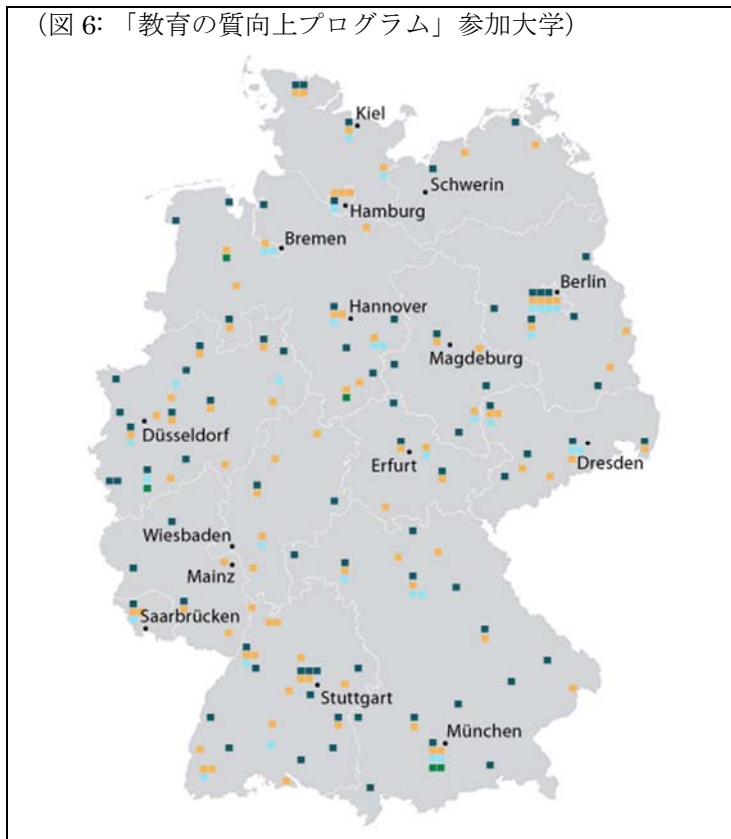 （図 6: 「教育の質向上プログラム」参加大学）
Kiel
Schwerin
Hamburg
Bremen
Berlin
Hannover
Magdeburg
Düsseldorf
Erfurt
Dresden
Wiesbaden
Mainz
Saarbrücken
Stuttgart
München